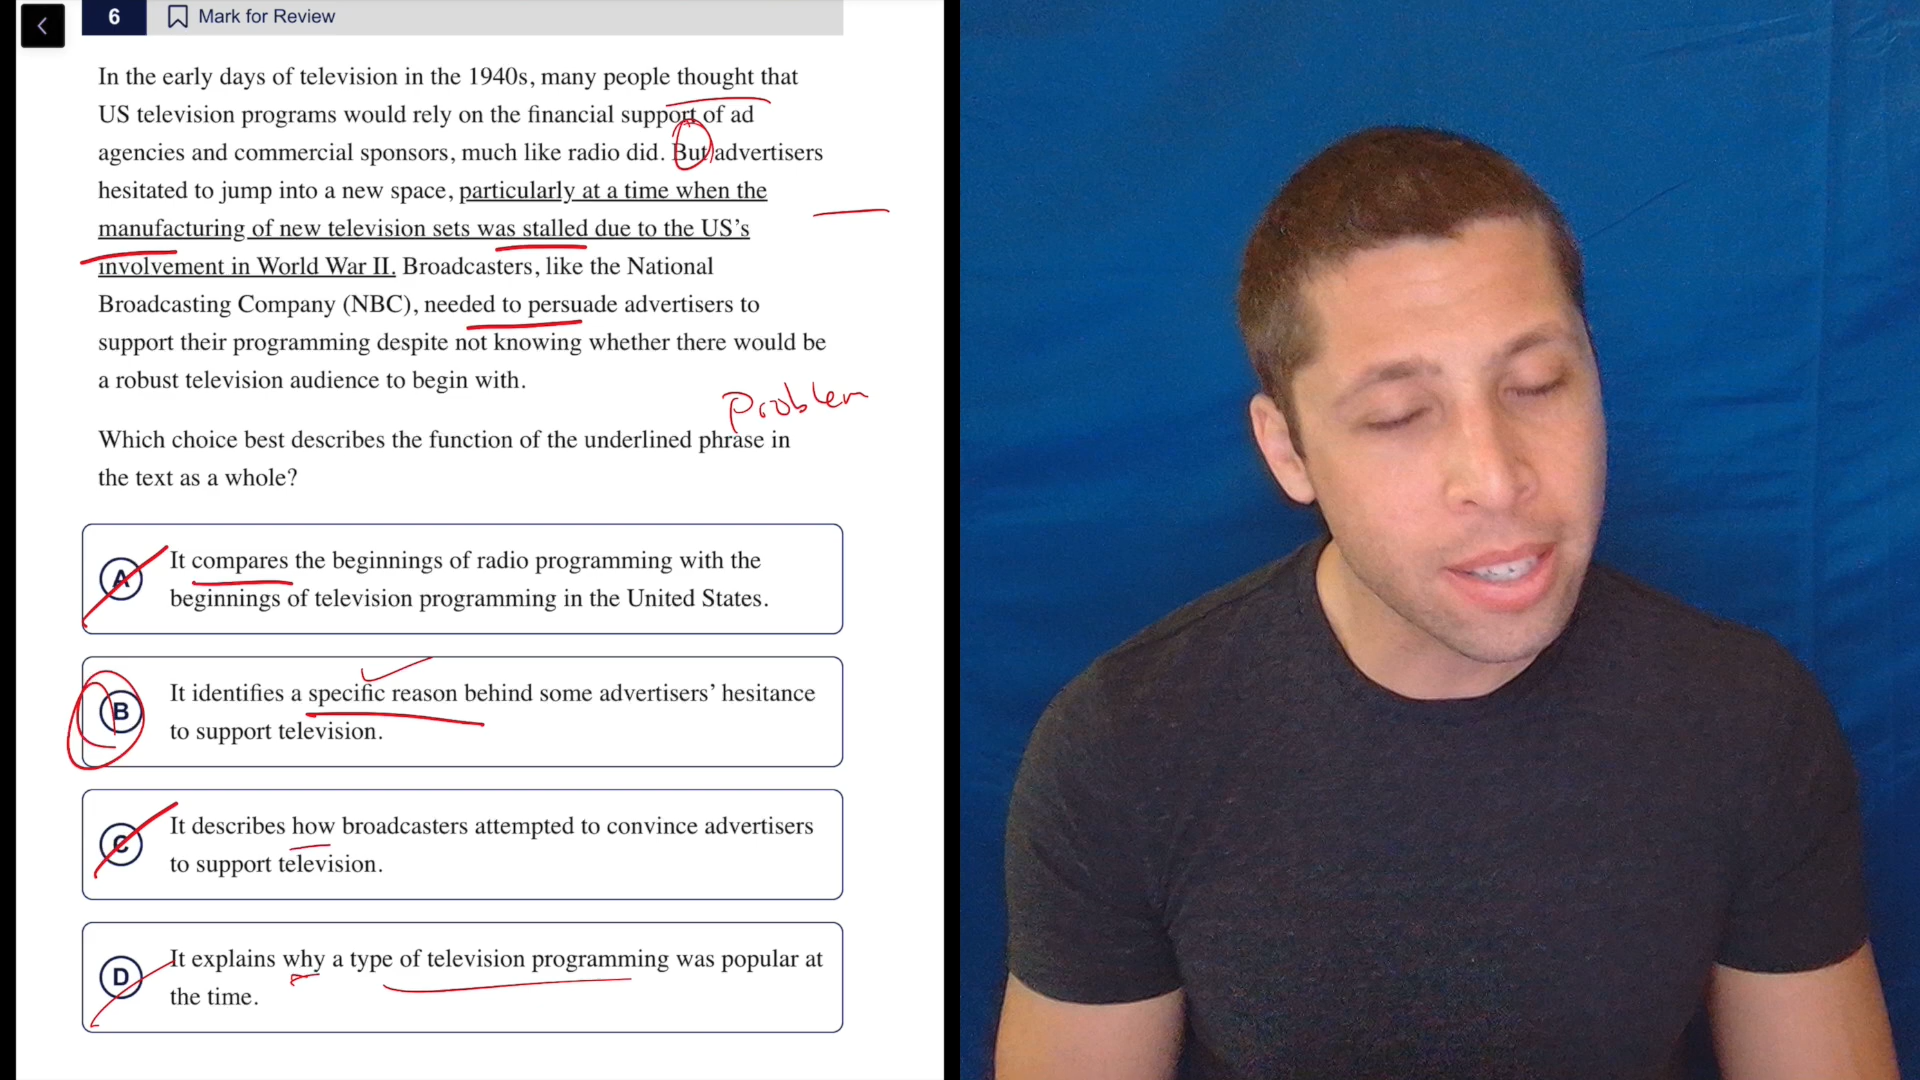 6 Mark for Review
In the early days of television in the 1940s, many people thought that
US television programs would rely on the financial support of ad
agencies and commercial sponsors, much like radio did. But advertisers
hesitated to jump into a new space, particularly at a time when the
manufacturing of new television sets was stalled due to the US's
involvement in World War II. Broadcasters, like the National
Broadcasting Company (NBC), needed to persuade advertisers to
support their programming despite not knowing whether there would be
a robust television audience to begin with.
Problem
Which choice best describes the function of the underlined phrase in
the text as a whole?
A It compares the beginnings of radio programming with the
beginnings of television programming in the United States.
B It identifies a specific reason behind some advertisers' hesitance
to support television.
C It describes how broadcasters attempted to convince advertisers
to support television.
D It explains why a type of television programming was popular at
the time.